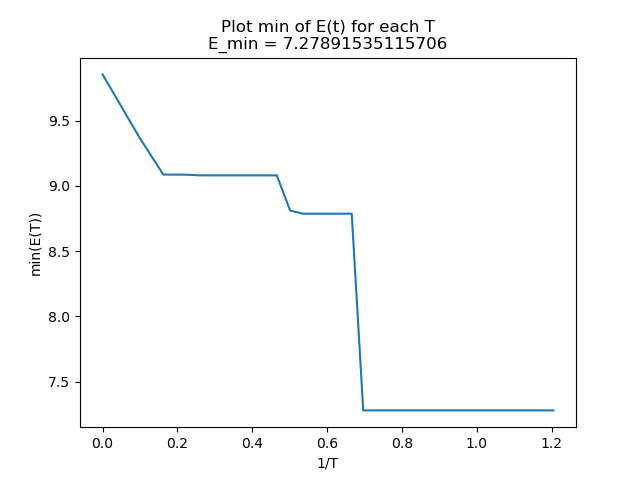 Plot min of E(t) for each T
E_min = 7.27891535115706
9.5
9.0
8.5
8.0
7.5
min(E(T))
0.0 0.2 0.4 0.6 0.8 1.0 1.2
1/T